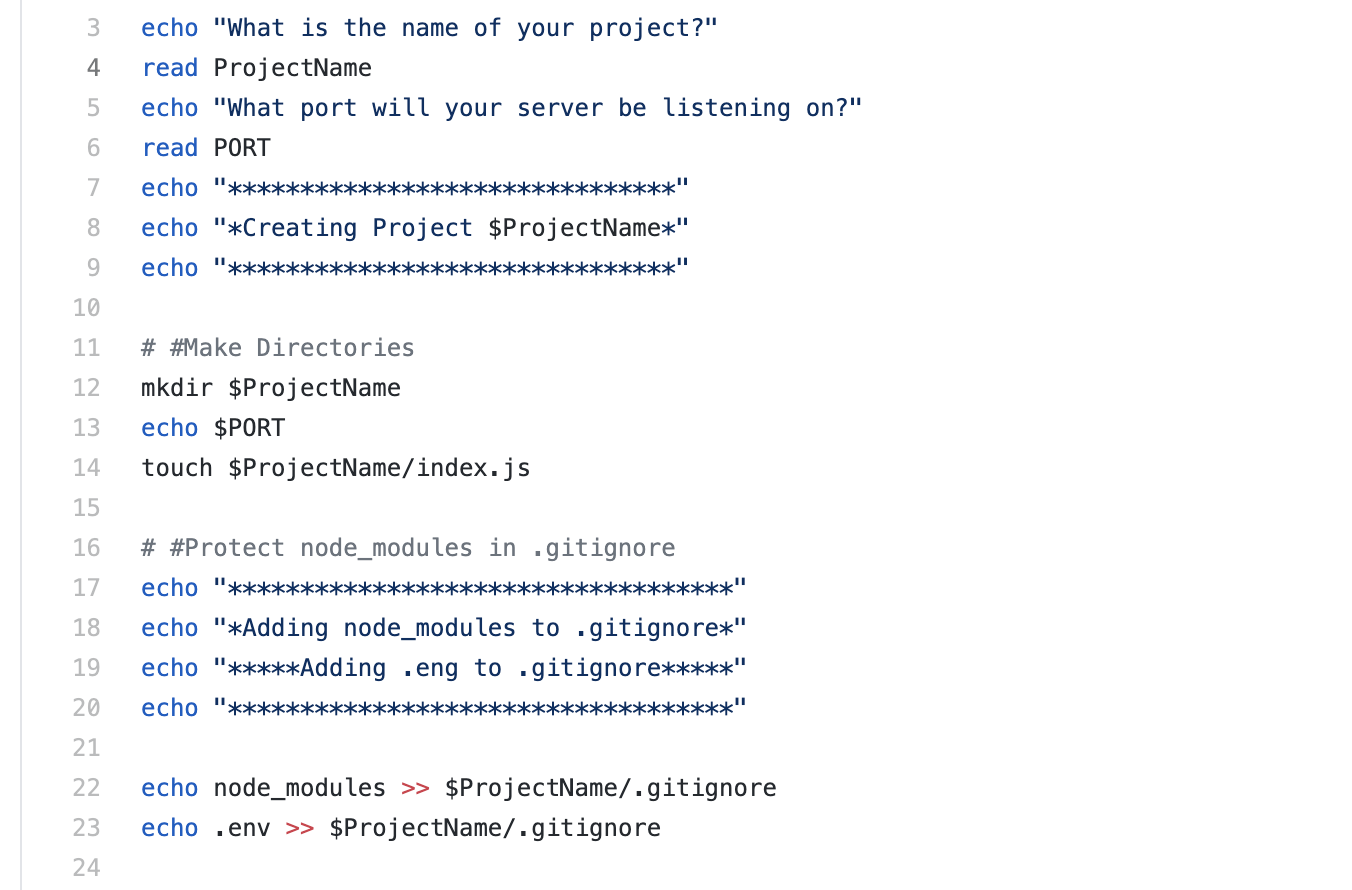 3 echo "What is the name of your project?"
4 read ProjectName
5 echo "What port will your server be listening on?"
6 read PORT
7 echo "*******************************"
8 echo "*Creating Project $ProjectName*"
9 echo "*******************************"
10
11 # #Make Directories
12 mkdir $ProjectName
13 echo $PORT
14 touch $ProjectName/index.js
15
16 # #Protect node_modules in .gitignore
17 echo "***********************************"
18 echo "*Adding node_modules to .gitignore*"
19 echo "*****Adding .eng to .gitignore*****"
20 echo "***********************************"
21
22 echo node_modules >> $ProjectName/.gitignore
23 echo .env >> $ProjectName/.gitignore
24